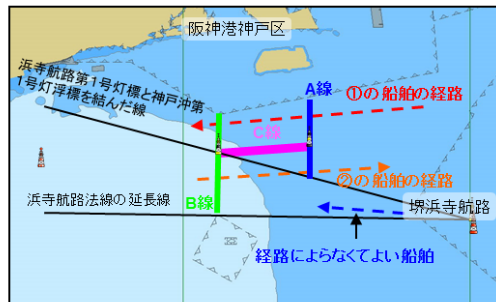 阪神港神戸区
浜寺航路第1号灯標と神戸沖第
1号灯浮標を結んだ線
A線
①の船舶の経路
C線
②の船舶の経路
B線
浜寺航路法線の延長線
堺浜寺航路
経路によらなくてよい船舶